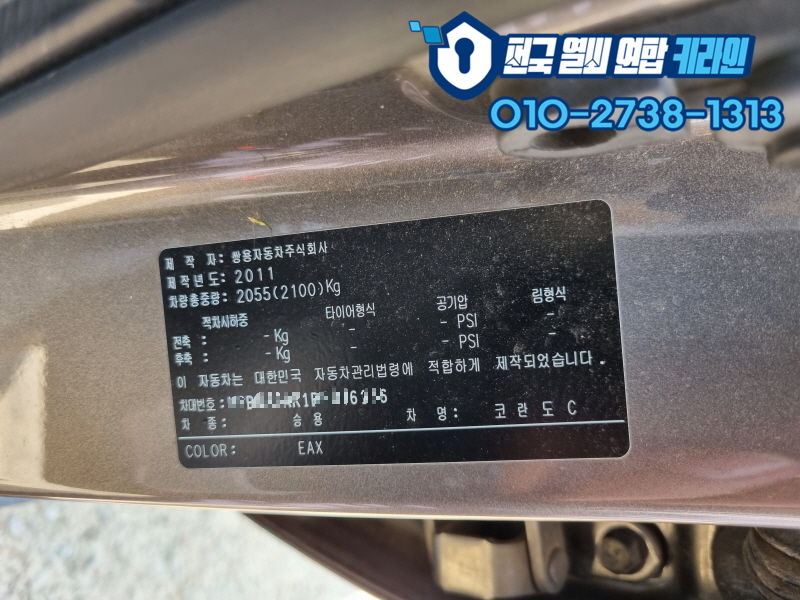 전국 열쇠 연합 키라인
010-2738-1313
제 작 자: 쌍용자동차주식회사
제작년도: 2011
차량총중량: 2055(2100)Kg
적차시하중 타이어형식 공기압 림형식
전축 : -Kg - - PSI -
후축 : -Kg - - PSI -
이 자동차는 대한민국 자동차관리법령에 적합하게 제작되었습니다.
차대번호:
차 종: 승 용 차 명: 코 란 도 C
COLOR: EAX